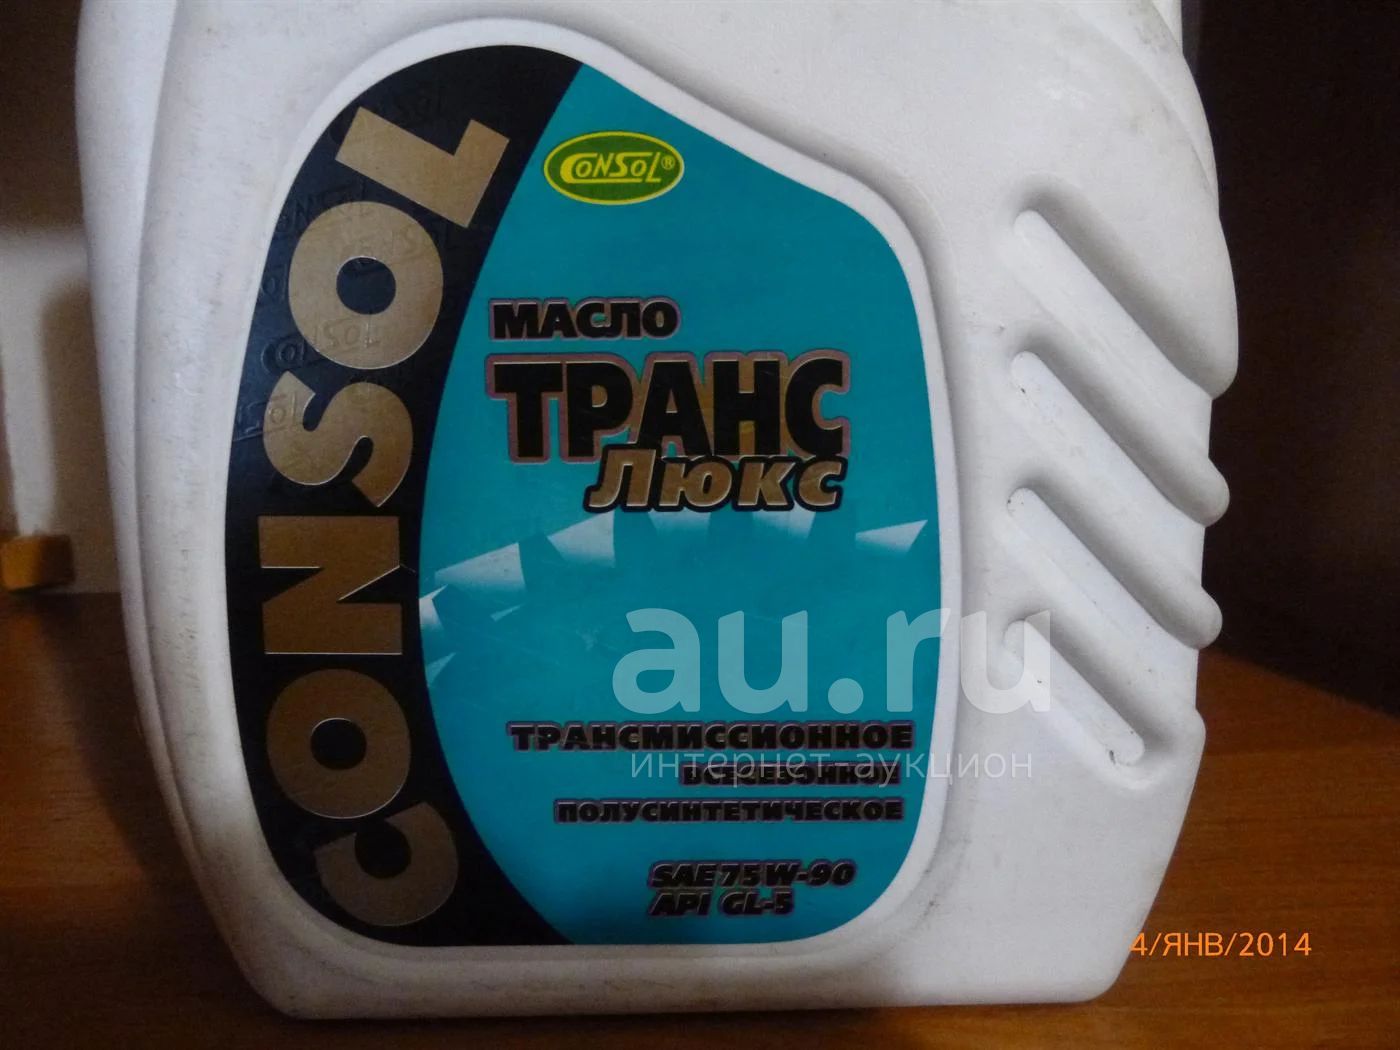 CONSOL
CONSOL®
МАСЛО
ТРАНС
Люкс
au.ru
ТРАНСМИССИОННОЕ
интернет-аукцион
ВСЕСЕЗОННОЕ
ПОЛУСИНТЕТИЧЕСКОЕ
SAE 75W-90
API GL-5
4/ЯНВ/2014